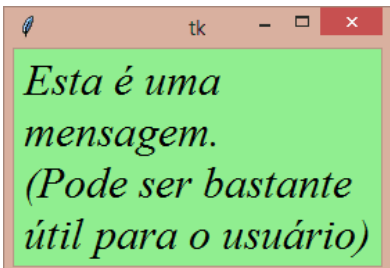 tk
Esta é uma
mensagem.
(Pode ser bastante
útil para o usuário)